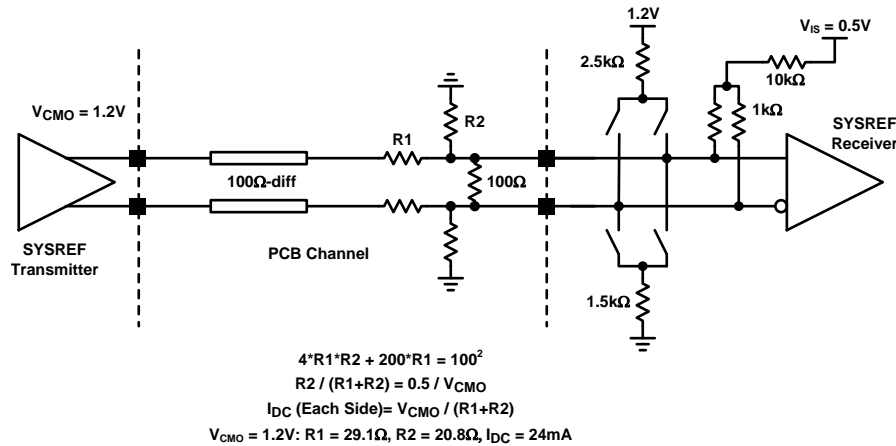 1.2V
V_IS = 0.5V
2.5kΩ
10kΩ
V_CMO = 1.2V
R2
1kΩ
SYSREF
Receiver
R1
100Ω-diff
100Ω
SYSREF
Transmitter
PCB Channel
1.5kΩ
4*R1*R2 + 200*R1 = 100²
R2 / (R1+R2) = 0.5 / V_CMO
I_DC (Each Side)= V_CMO / (R1+R2)
V_CMO = 1.2V: R1 = 29.1Ω, R2 = 20.8Ω, I_DC = 24mA